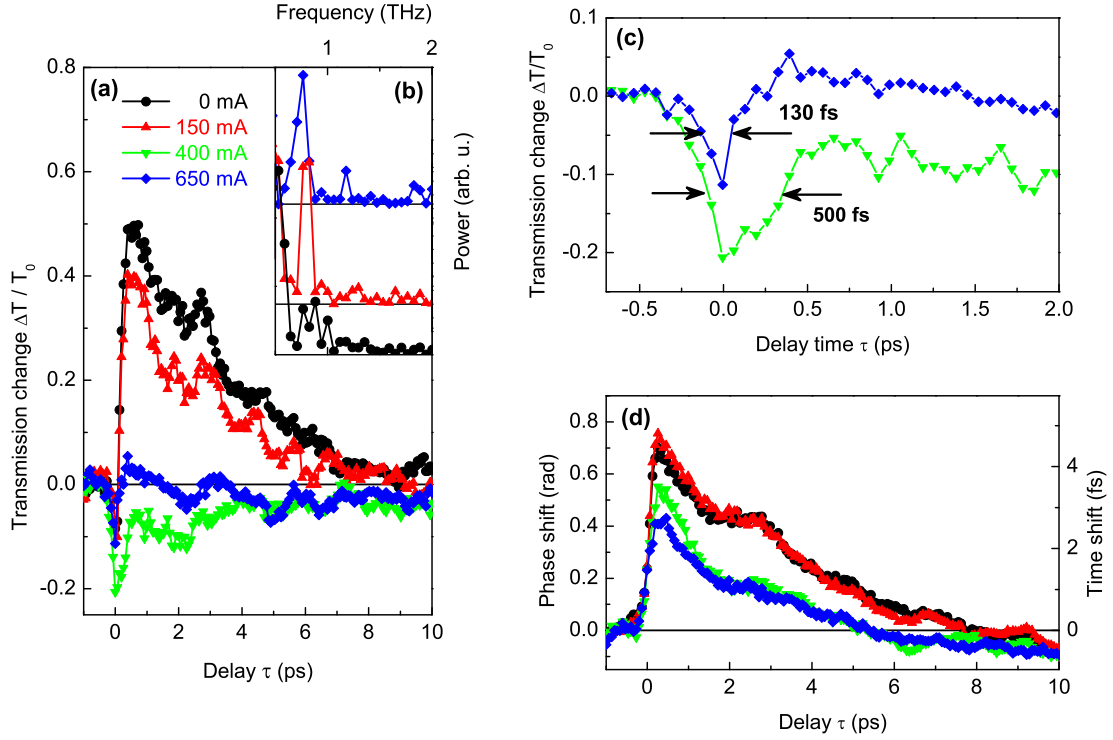 Frequency (THz)
1 2
(a)
0 mA
150 mA
400 mA
650 mA
(b)
Power (arb. u.)
Transmission change ΔT / T0
0.8
0.6
0.4
0.2
0.0
-0.2
0 2 4 6 8 10
Delay τ (ps)
(c)
Transmission change ΔT/T0
0.1
0.0
-0.1
-0.2
130 fs
500 fs
-0.5 0.0 0.5 1.0 1.5 2.0
Delay time τ (ps)
(d)
Phase shift (rad)
0.8
0.6
0.4
0.2
0.0
4
2
0
Time shift (fs)
0 2 4 6 8 10
Delay τ (ps)